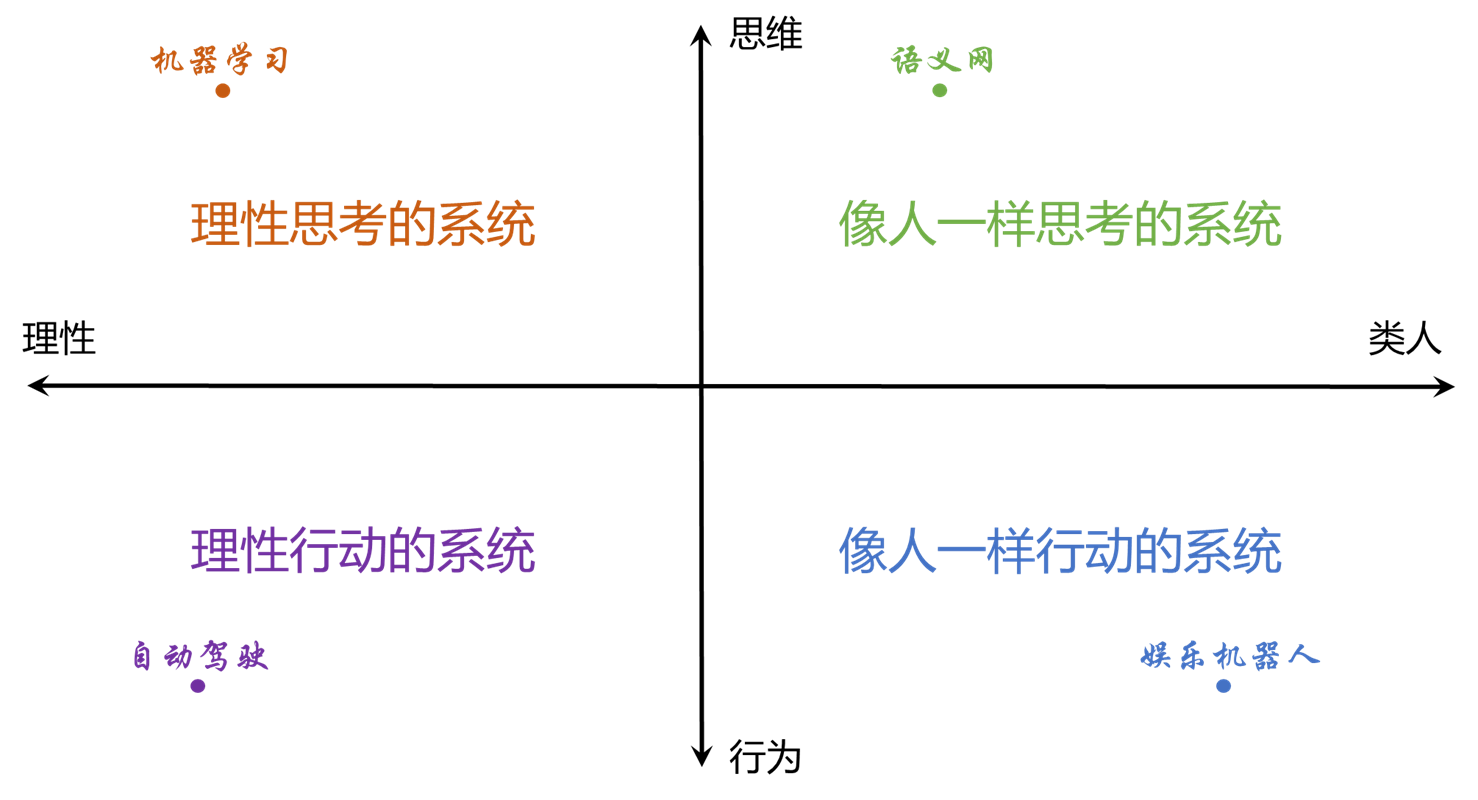 思维
机器学习
语义网
理性思考的系统
像人一样思考的系统
理性
类人
理性行动的系统
像人一样行动的系统
自动驾驶
娱乐机器人
行为